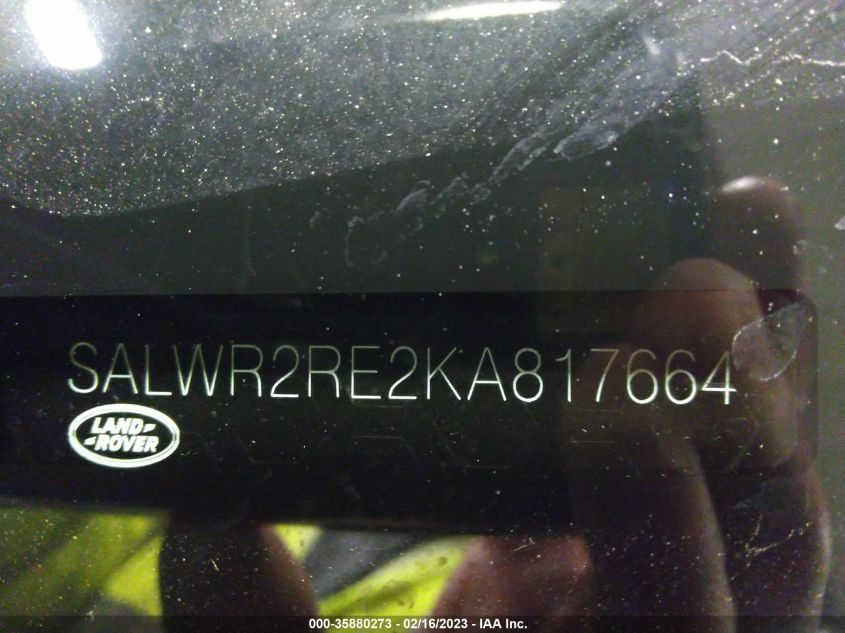 SALWR2RE2KA817664
LAND
ROVER
000-35880273 - 02/16/2023 - IAA Inc.